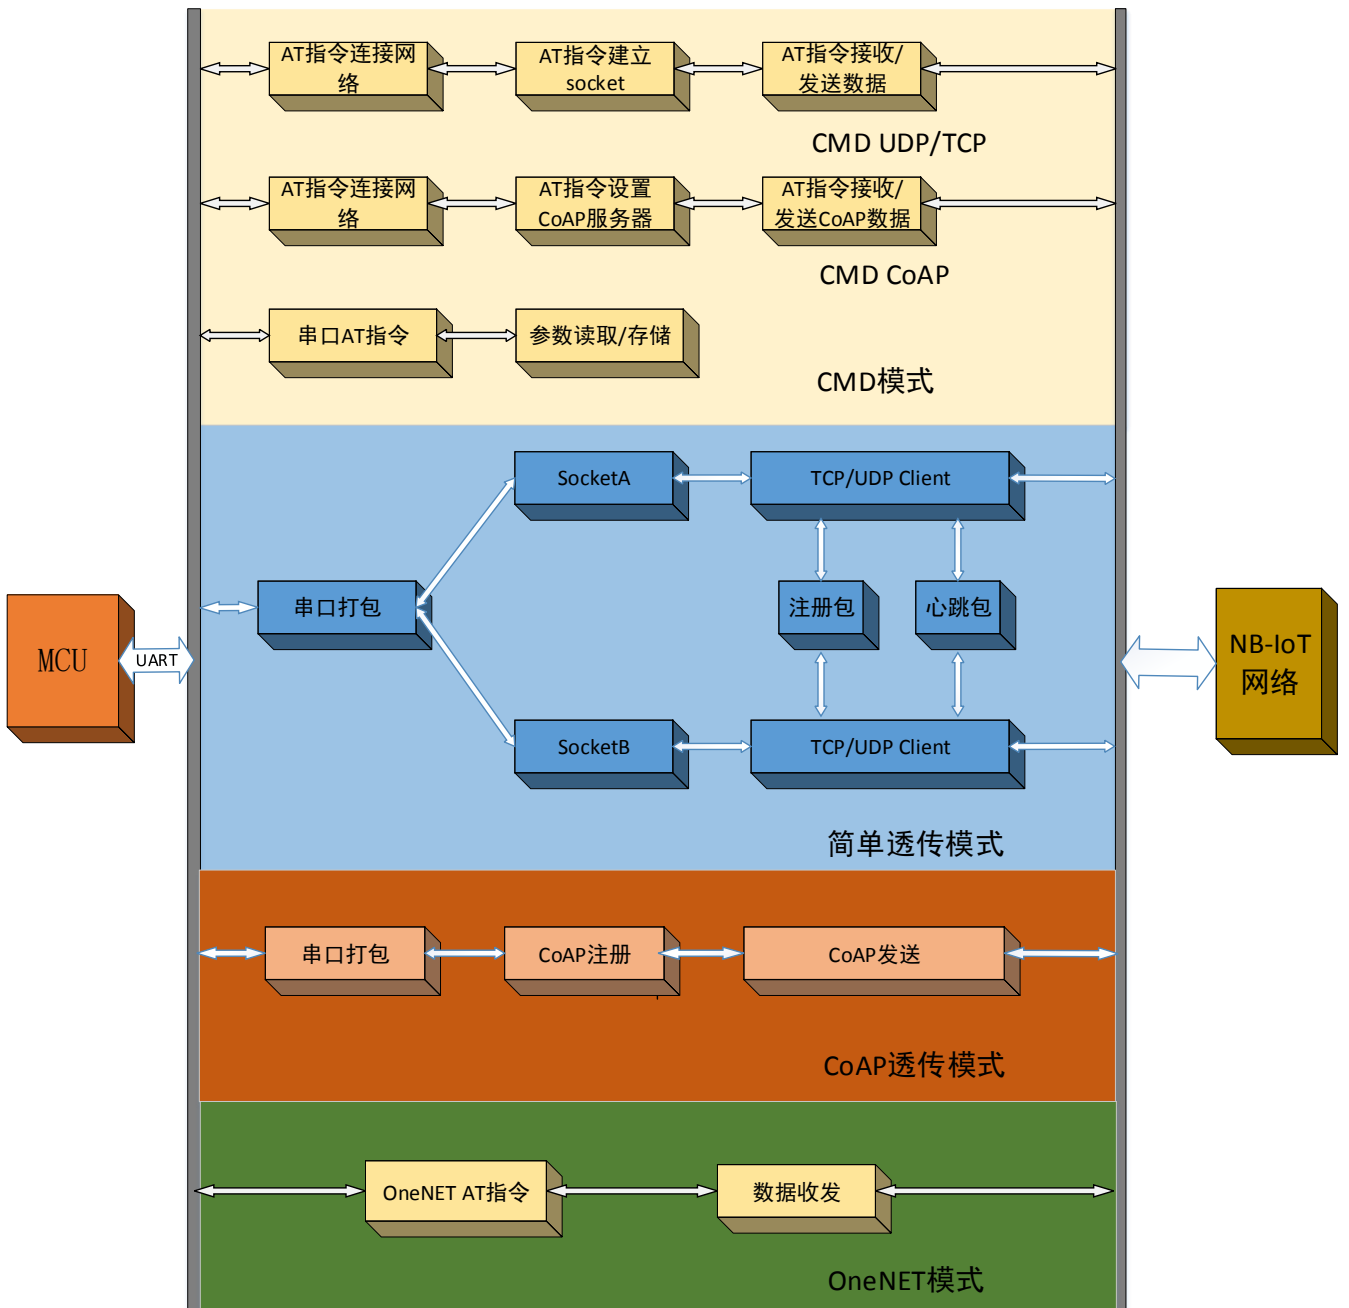 AT指令连接网
络
AT指令建立
socket
AT指令接收/
发送数据
CMD UDP/TCP
AT指令连接网
络
AT指令设置
CoAP服务器
AT指令接收/
发送CoAP数据
CMD CoAP
串口AT指令
参数读取/存储
CMD模式
SocketA
TCP/UDP Client
串口打包
注册包
心跳包
MCU
UART
NB-IoT
网络
SocketB
TCP/UDP Client
简单透传模式
串口打包
CoAP注册
CoAP发送
CoAP透传模式
OneNET AT指令
数据收发
OneNET模式